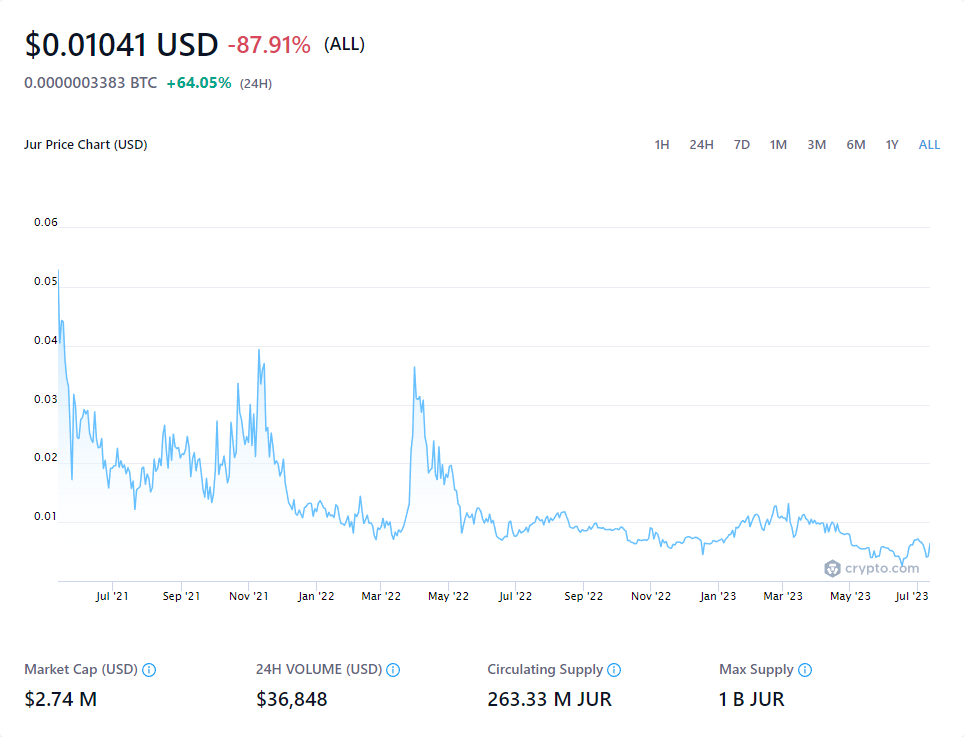 $0.01041 USD -87.91% (ALL)
0.0000003383 BTC +64.05% (24H)
Jur Price Chart (USD) 1H 24H 7D 1M 3M 6M 1Y ALL
0.06
0.05
0.04
0.03
0.02
0.01
crypto.com
Jul '21 Sep '21 Nov '21 Jan '22 Mar '22 May '22 Jul '22 Sep '22 Nov '22 Jan '23 Mar '23 May '23 Jul '23
Market Cap (USD) 24H VOLUME (USD) Circulating Supply Max Supply
$2.74 M $36,848 263.33 M JUR 1 B JUR